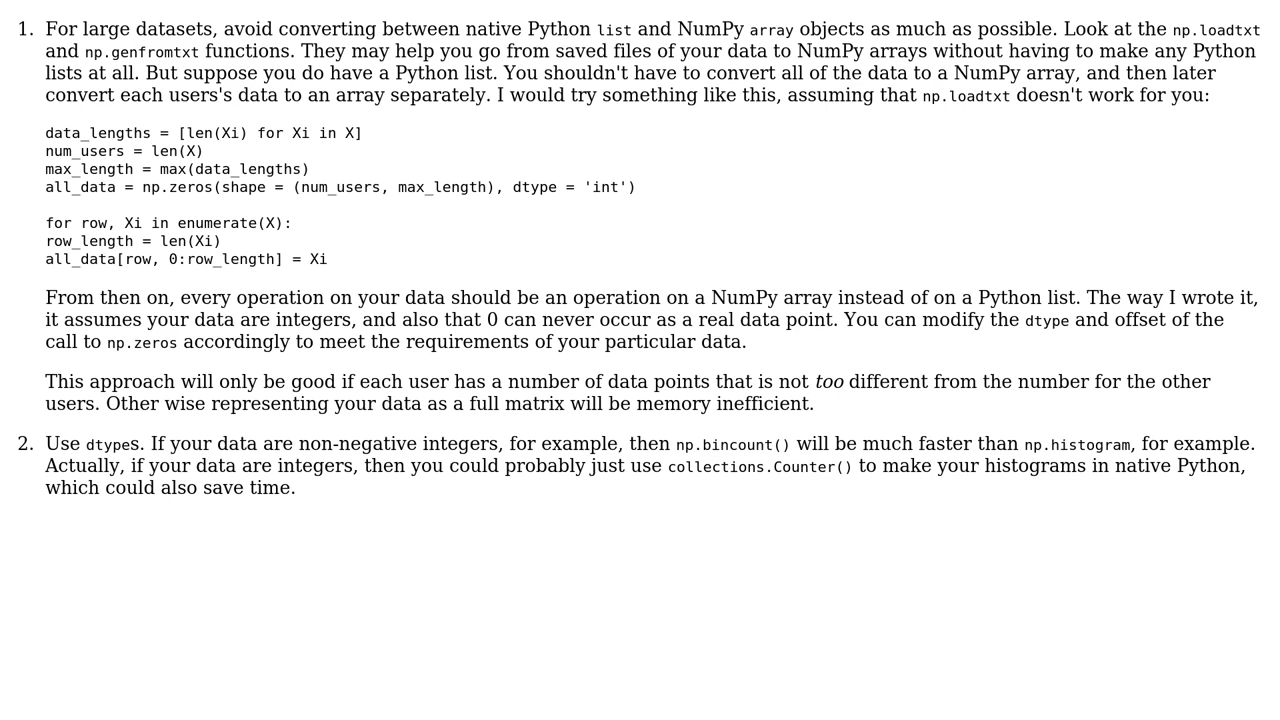 1. For large datasets, avoid converting between native Python list and NumPy array objects as much as possible. Look at the np.loadtxt
and np.genfromtxt functions. They may help you go from saved files of your data to NumPy arrays without having to make any Python
lists at all. But suppose you do have a Python list. You shouldn't have to convert all of the data to a NumPy array, and then later
convert each users's data to an array separately. I would try something like this, assuming that np.loadtxt doesn't work for you:
data_lengths = [len(Xi) for Xi in X]
num_users = len(X)
max_length = max(data_lengths)
all_data = np.zeros(shape = (num_users, max_length), dtype = 'int')
for row, Xi in enumerate(X):
row_length = len(Xi)
all_data[row, 0:row_length] = Xi
From then on, every operation on your data should be an operation on a NumPy array instead of on a Python list. The way I wrote it,
it assumes your data are integers, and also that 0 can never occur as a real data point. You can modify the dtype and offset of the
call to np.zeros accordingly to meet the requirements of your particular data.
This approach will only be good if each user has a number of data points that is not too different from the number for the other
users. Other wise representing your data as a full matrix will be memory inefficient.
2. Use dtypes. If your data are non-negative integers, for example, then np.bincount() will be much faster than np.histogram, for example.
Actually, if your data are integers, then you could probably just use collections.Counter() to make your histograms in native Python,
which could also save time.